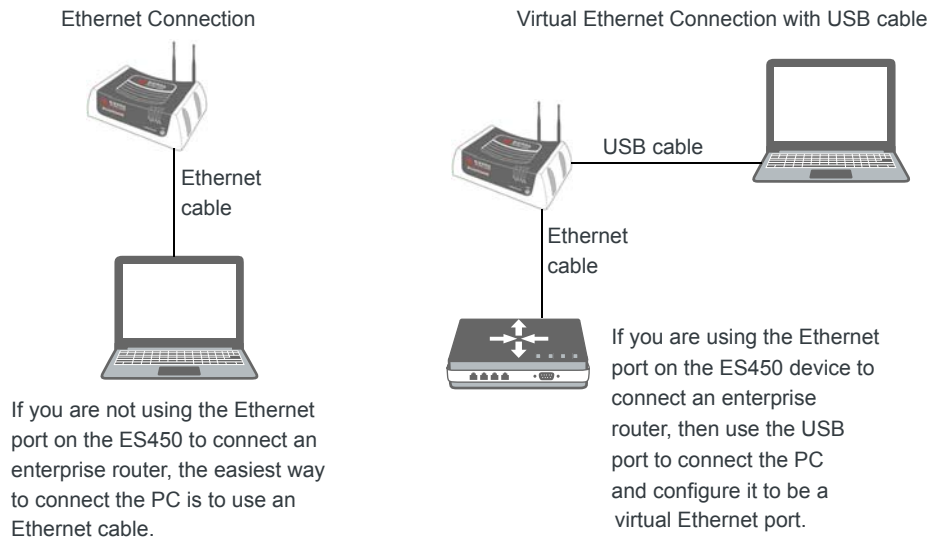 Ethernet Connection
Ethernet
cable
If you are not using the Ethernet
port on the ES450 to connect an
enterprise router, the easiest way
to connect the PC is to use an
Ethernet cable.
Virtual Ethernet Connection with USB cable
USB cable
Ethernet
cable
If you are using the Ethernet
port on the ES450 device to
connect an enterprise
router, then use the USB
port to connect the PC
and configure it to be a
virtual Ethernet port.